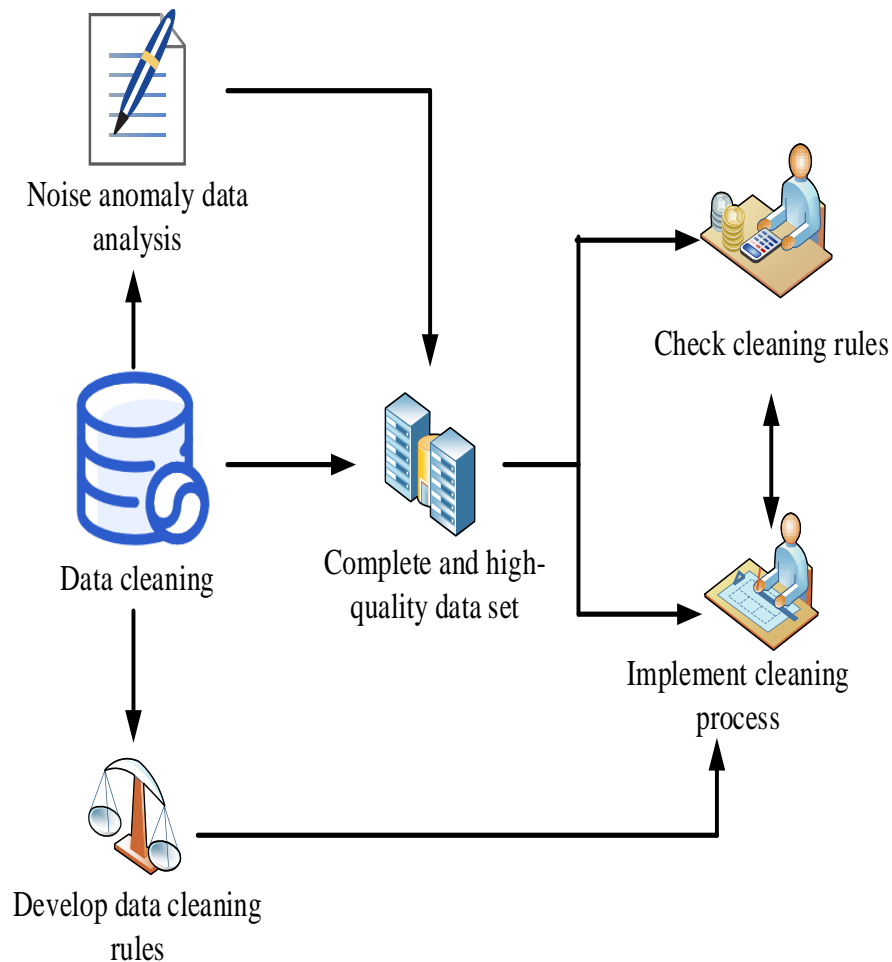 Noise anomaly data
analysis
Check cleaning rules
Data cleaning
Complete and high-
quality data set
Implement cleaning
process
Develop data cleaning
rules